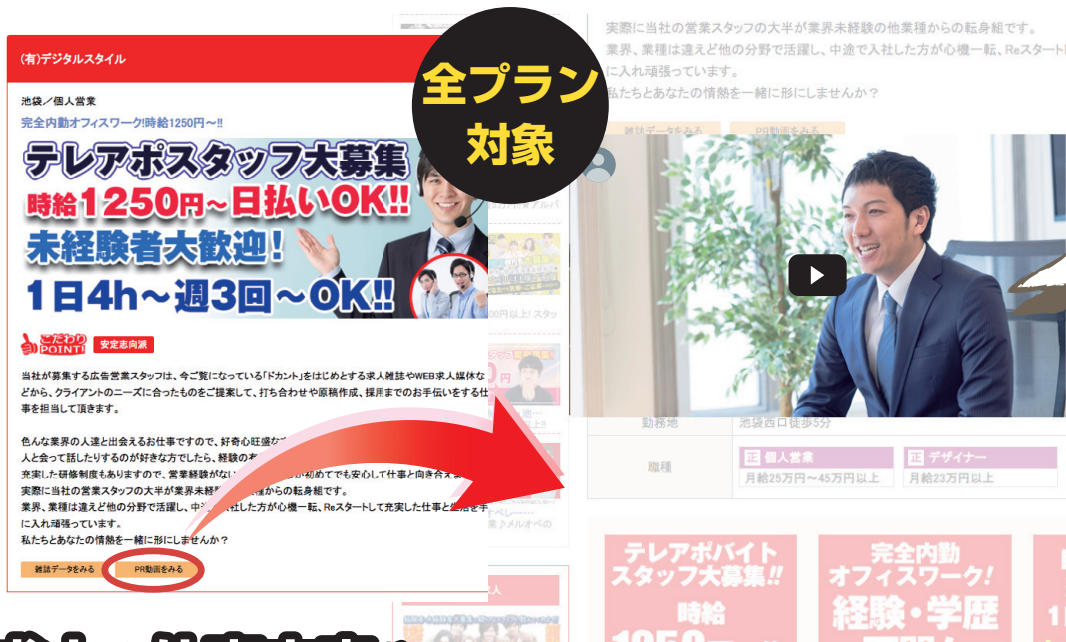 (有)デジタルスタイル
池袋／個人営業
完全内勤オフィスワーク!時給1250円～!!
テレアポスタッフ大募集
時給1250円～日払いOK!!
未経験者大歓迎!
1日4h～週3回～OK!!
こだわり
POINT!
安定志向派
当社が募集する広告営業スタッフは、今ご覧になっている「ドカント」をはじめとする求人雑誌やWEB求人媒体な
どから、クライアントのニーズに合ったものをご提案して、打ち合わせや原稿作成、採用までのお手伝いをする仕
事を担当して頂きます。
色んな業界の人達と出会えるお仕事ですので、好奇心旺盛な
人と会って話したりするのが好きな方でしたら、経験の
充実した研修制度もありますので、営業経験がない
初めてでも安心して仕事と向き合え
実際に当社の営業スタッフの大半が業界未経験
種からの転身組です。
業界、業種は違えど他の分野で活躍し、中途
社した方が心機一転、Reスタートして充実した仕事と生活を手
に入れ頑張っています。
私たちとあなたの情熱を一緒に形にしませんか？
雑誌データをみる
PR動画をみる
全プラン
対象
実際に当社の営業スタッフの大半が業界未経験の他業種からの転身組です。
業界、業種は違えど他の分野で活躍し、中途で入社した方が心機一転、Reスタート
に入れ頑張っています。
私たちとあなたの情熱を一緒に形にしませんか？
雑誌データをみる
PR動画をみる
勤務地
池袋西口徒歩5分
職種
正 個人営業
月給25万円～45万円以上
正 デザイナー
月給23万円以上
テレアポバイト
スタッフ大募集!!
時給
完全内勤
オフィスワーク!
経験・学歴